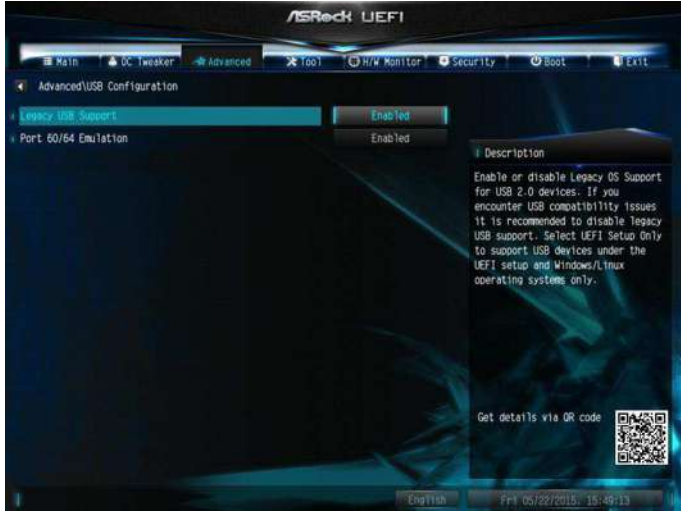 ASRock UEFI
Main OC Tweaker Advanced Tool H/W Monitor Security Boot Exit
Advanced\USB Configuration
Legacy USB Support Enabled
Port 60/64 Emulation Enabled
Description
Enable or disable Legacy OS Support
for USB 2.0 devices. If you
encounter USB compatibility issues
it is recommended to disable legacy
USB support. Select UEFI Setup Only
to support USB devices under the
UEFI setup and Windows/Linux
operating systems only.
Get details via QR code
English Fri 05/22/2015. 15:49:13